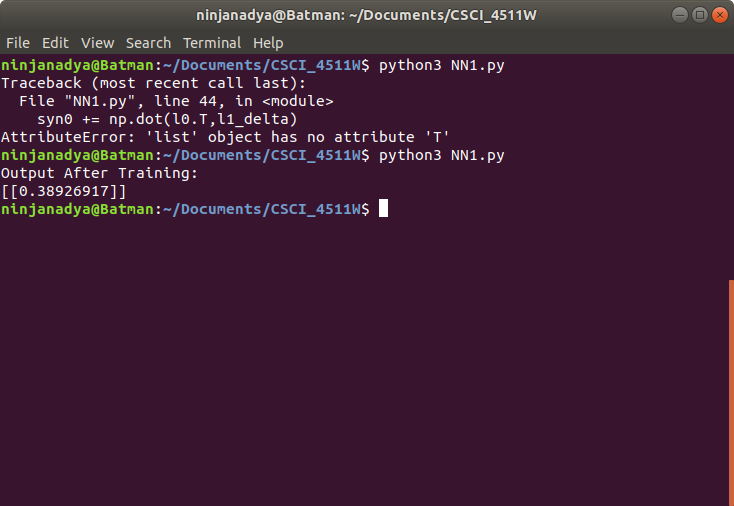 ninjanadya@Batman: ~/Documents/CSCI_4511W
File Edit View Search Terminal Help
ninjanadya@Batman:~/Documents/CSCI_4511W$ python3 NN1.py
Traceback (most recent call last):
  File "NN1.py", line 44, in <module>
    syn0 += np.dot(l0.T,l1_delta)
AttributeError: 'list' object has no attribute 'T'
ninjanadya@Batman:~/Documents/CSCI_4511W$ python3 NN1.py
Output After Training:
[[0.38926917]]
ninjanadya@Batman:~/Documents/CSCI_4511W$